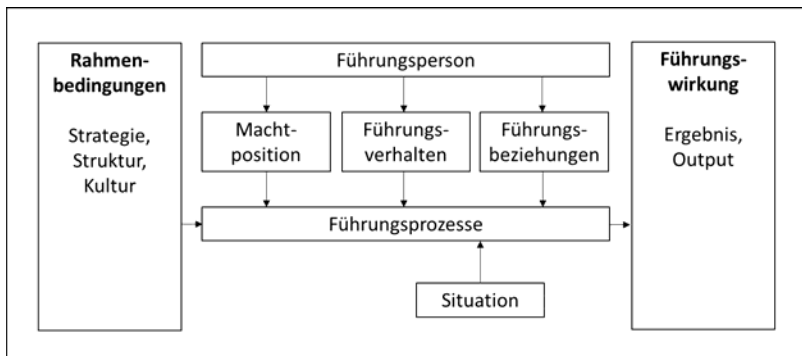 Rahmen-
bedingungen
Strategie,
Struktur,
Kultur
Führungsperson
Macht-
position
Führungs-
verhalten
Führungs-
beziehungen
Führungsprozesse
Situation
Führungs-
wirkung
Ergebnis,
Output